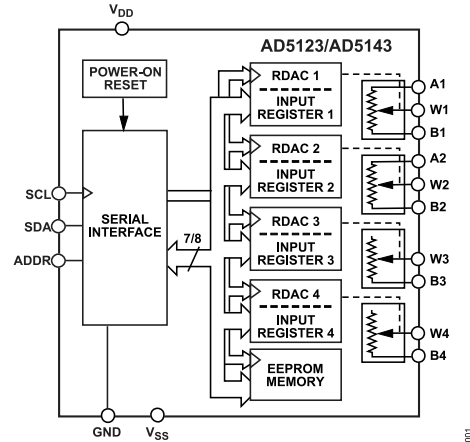 VDD
AD5123/AD5143
POWER-ON
RESET
RDAC 1
INPUT
REGISTER 1
A1
W1
B1
RDAC 2
INPUT
REGISTER 2
A2
W2
B2
SCL
SDA
ADDR
SERIAL
INTERFACE
7/8
RDAC 3
INPUT
REGISTER 3
W3
B3
RDAC 4
INPUT
REGISTER 4
W4
B4
EEPROM
MEMORY
GND
VSS
001